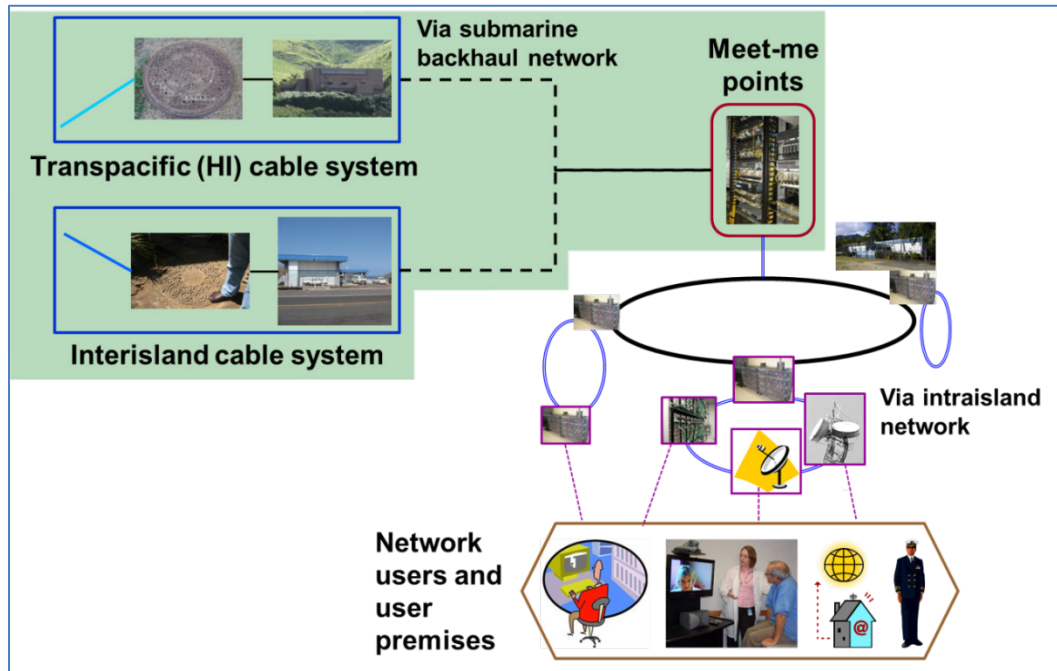 Via submarine
backhaul network
Meet-me
points
Transpacific (HI) cable system
Interisland cable system
Via intraisland
network
Network
users and
user
premises
@